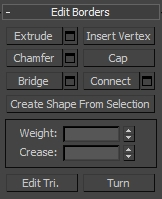 - Edit Borders
Extrude Insert Vertex
Chamfer Cap
Bridge Connect
Create Shape From Selection
Weight:
Crease:
Edit Tri. Turn